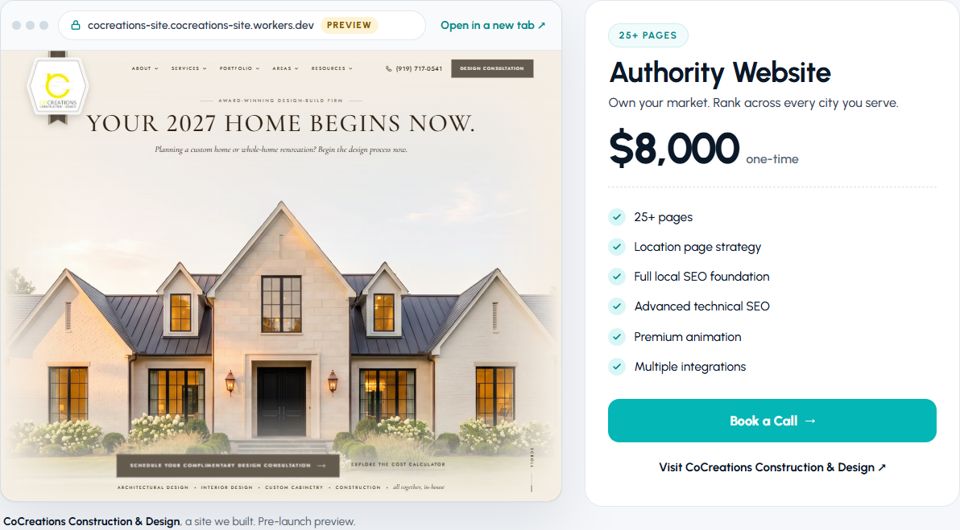 cocreations-site.cocreations-site.workers.dev PREVIEW Open in a new tab ↗
ABOUT SERVICES PORTFOLIO AREAS RESOURCES (919) 717-0541 DESIGN CONSULTATION
CREATIONS
AWARD-WINNING DESIGN-BUILD FIRM
YOUR 2027 HOME BEGINS NOW.
Planning a custom home or whole-home renovation? Begin the design process now.
SCHEDULE YOUR COMPLIMENTARY DESIGN CONSULTATION → EXPLORE THE COST CALCULATOR
SCROLL
ARCHITECTURAL DESIGN • INTERIOR DESIGN • CUSTOM CABINETRY • CONSTRUCTION • all together, in-house
CoCreations Construction & Design, a site we built. Pre-launch preview.
25+ PAGES
Authority Website
Own your market. Rank across every city you serve.
$8,000 one-time
25+ pages
Location page strategy
Full local SEO foundation
Advanced technical SEO
Premium animation
Multiple integrations
Book a Call →
Visit CoCreations Construction & Design ↗